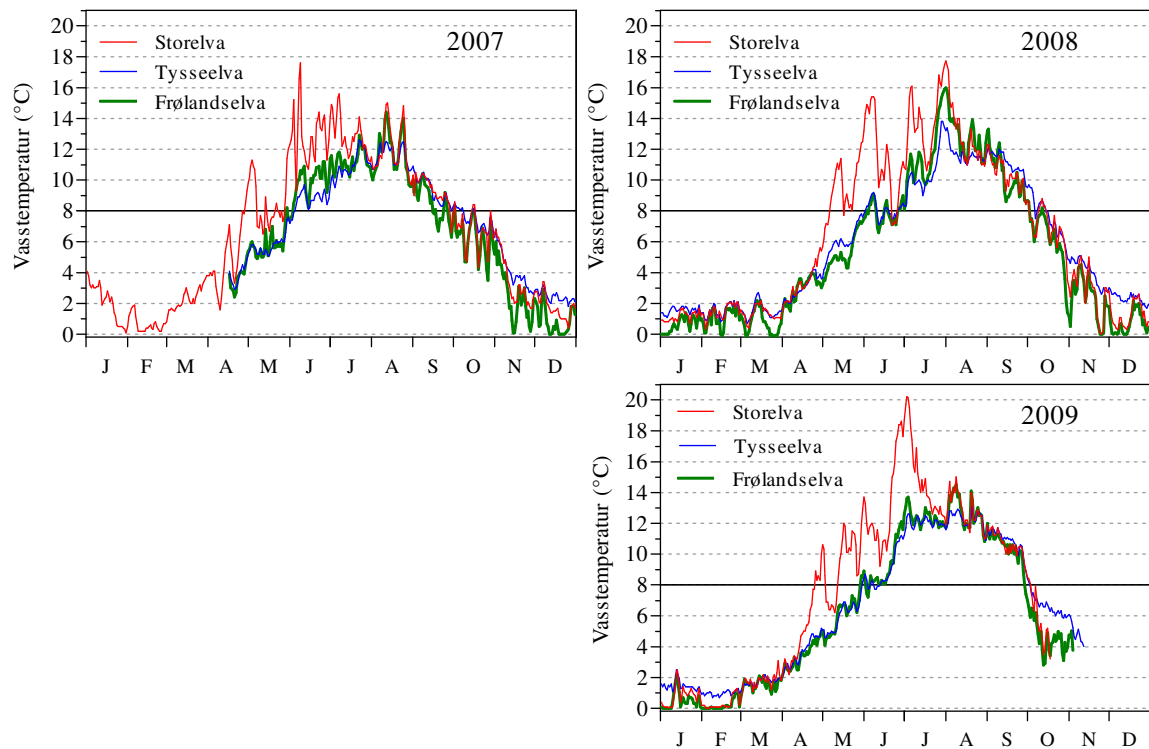 2007
Storelva
Tysseelva
Frølandselva
Vasstemperatur (°C)
20
18
16
14
12
10
8
6
4
2
0
J F M A M J J A S O N D
2008
Storelva
Tysseelva
Frølandselva
Vasstemperatur (°C)
20
18
16
14
12
10
8
6
4
2
0
J F M A M J J A S O N D
2009
Storelva
Tysseelva
Frølandselva
Vasstemperatur (°C)
20
18
16
14
12
10
8
6
4
2
0
J F M A M J J A S O N D